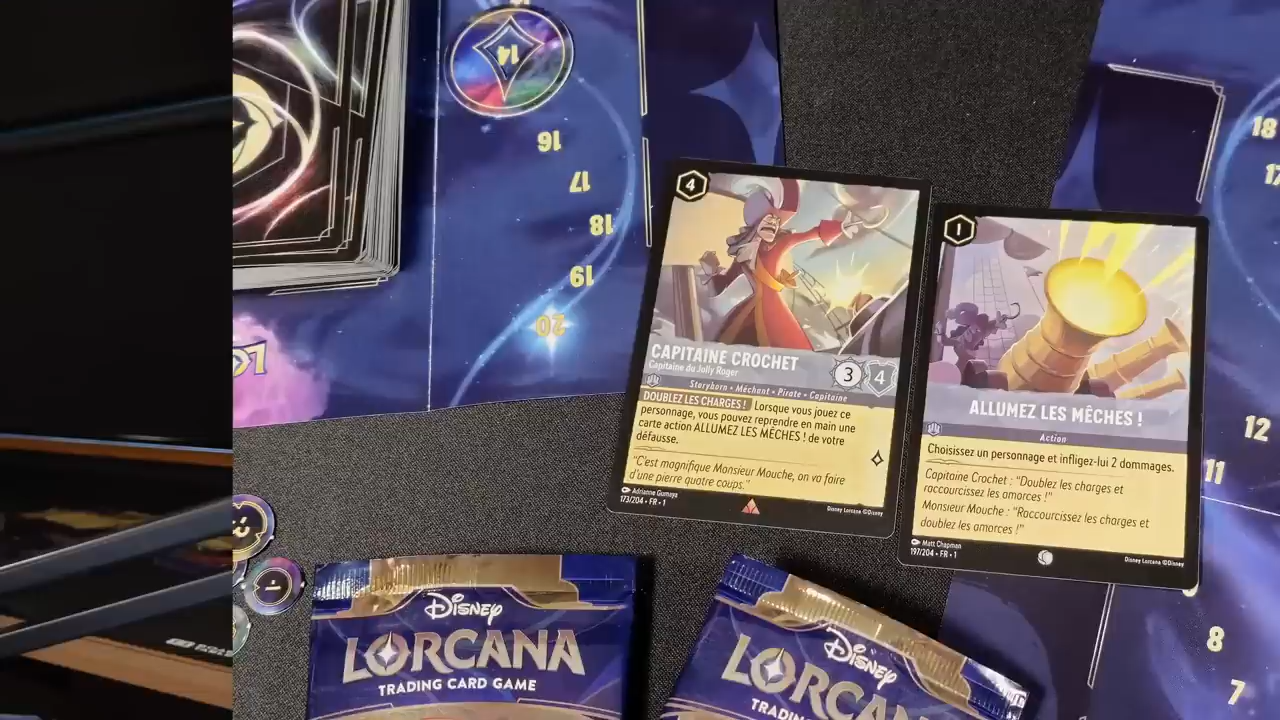 14
16
17
18
19
20
4
CAPITAINE CROCHET
Capitaine du Jolly Roger
3
4
Storyborn • Méchant • Pirate • Capitaine
DOUBLEZ LES CHARGES ! Lorsque vous jouez ce
personnage, vous pouvez reprendre en main une
carte action ALLUMEZ LES MÊCHES ! de votre
défausse.
"C'est magnifique Monsieur Mouche, on va faire
d'une pierre quatre coups."
Adrianne Gumaya
173/204 • FR • 1
Disney Lorcana ©Disney
1
ALLUMEZ LES MÊCHES !
Action
Choisissez un personnage et infligez-lui 2 dommages.
Capitaine Crochet : "Doublez les charges et
raccourcissez les amorces !"
Monsieur Mouche : "Raccourcissez les charges et
doublez les amorces !"
Matt Chapman
197/204 • FR • 1
Disney Lorcana ©Disney
18
12
11
8
7
Disney
LORCANA
TRADING CARD GAME
Disney